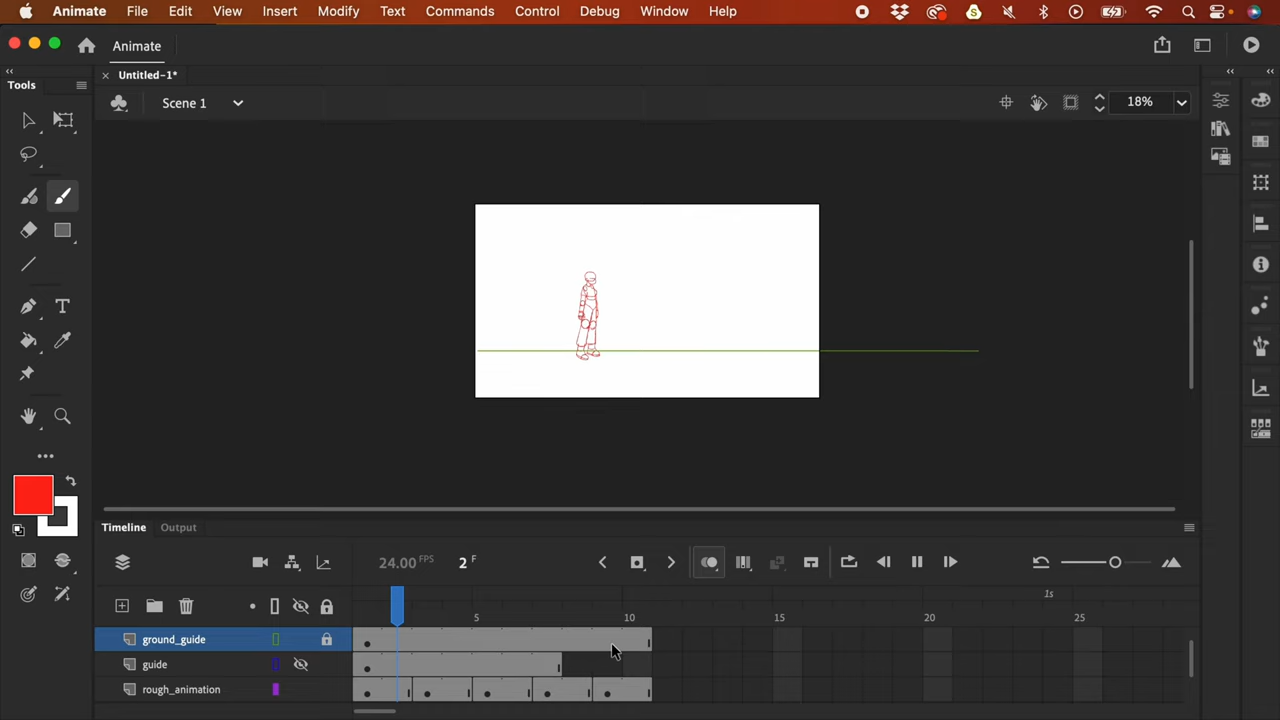 Animate File Edit View Insert Modify Text Commands Control Debug Window Help
Animate
Tools
Untitled-1*
Scene 1
18%
Timeline Output
24.00 FPS 2 F
1s
5 10 15 20 25
ground_guide
guide
rough_animation